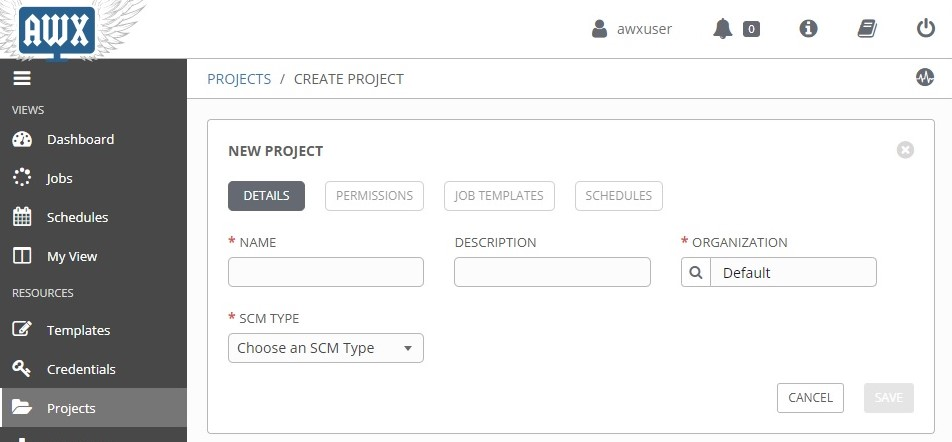 AWX
awxuser
0
PROJECTS / CREATE PROJECT
VIEWS
Dashboard
Jobs
Schedules
My View
RESOURCES
Templates
Credentials
Projects
NEW PROJECT
DETAILS PERMISSIONS JOB TEMPLATES SCHEDULES
* NAME DESCRIPTION * ORGANIZATION
Default
* SCM TYPE
Choose an SCM Type
CANCEL SAVE